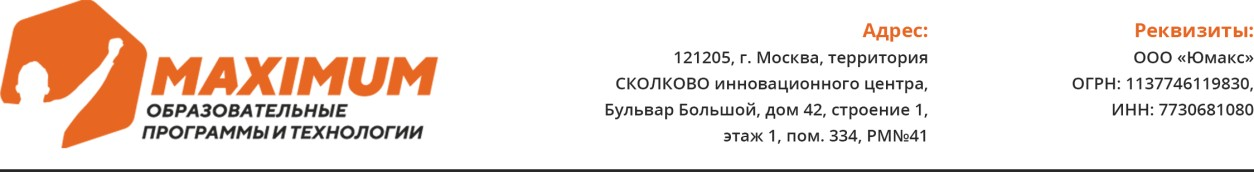 MAXIMUM
ОБРАЗОВАТЕЛЬНЫЕ
ПРОГРАММЫ И ТЕХНОЛОГИИ
Адрес:
121205, г. Москва, территория
СКОЛКОВО инновационного центра,
Бульвар Большой, дом 42, строение 1,
этаж 1, пом. 334, РМ№41
Реквизиты:
ООО «Юмакс»
ОГРН: 1137746119830,
ИНН: 7730681080